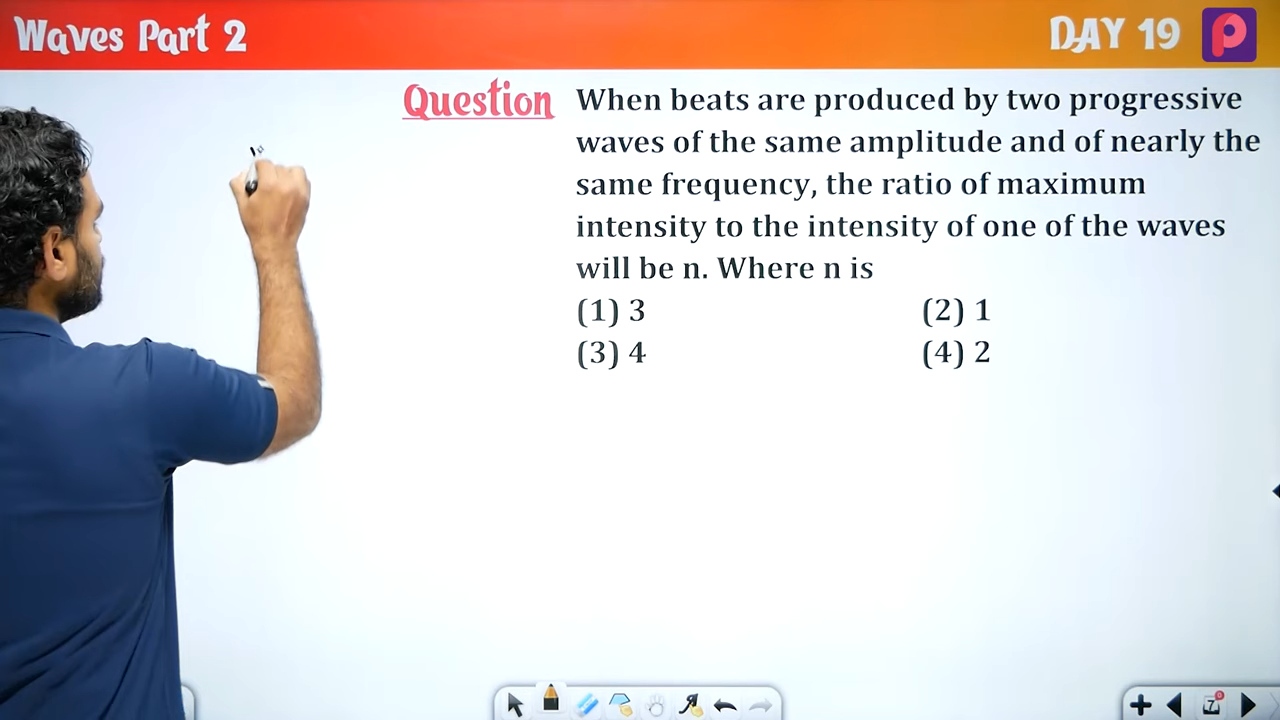 Waves Part 2
DAY 19
Question
When beats are produced by two progressive
waves of the same amplitude and of nearly the
same frequency, the ratio of maximum
intensity to the intensity of one of the waves
will be n. Where n is
(1) 3
(2) 1
(3) 4
(4) 2